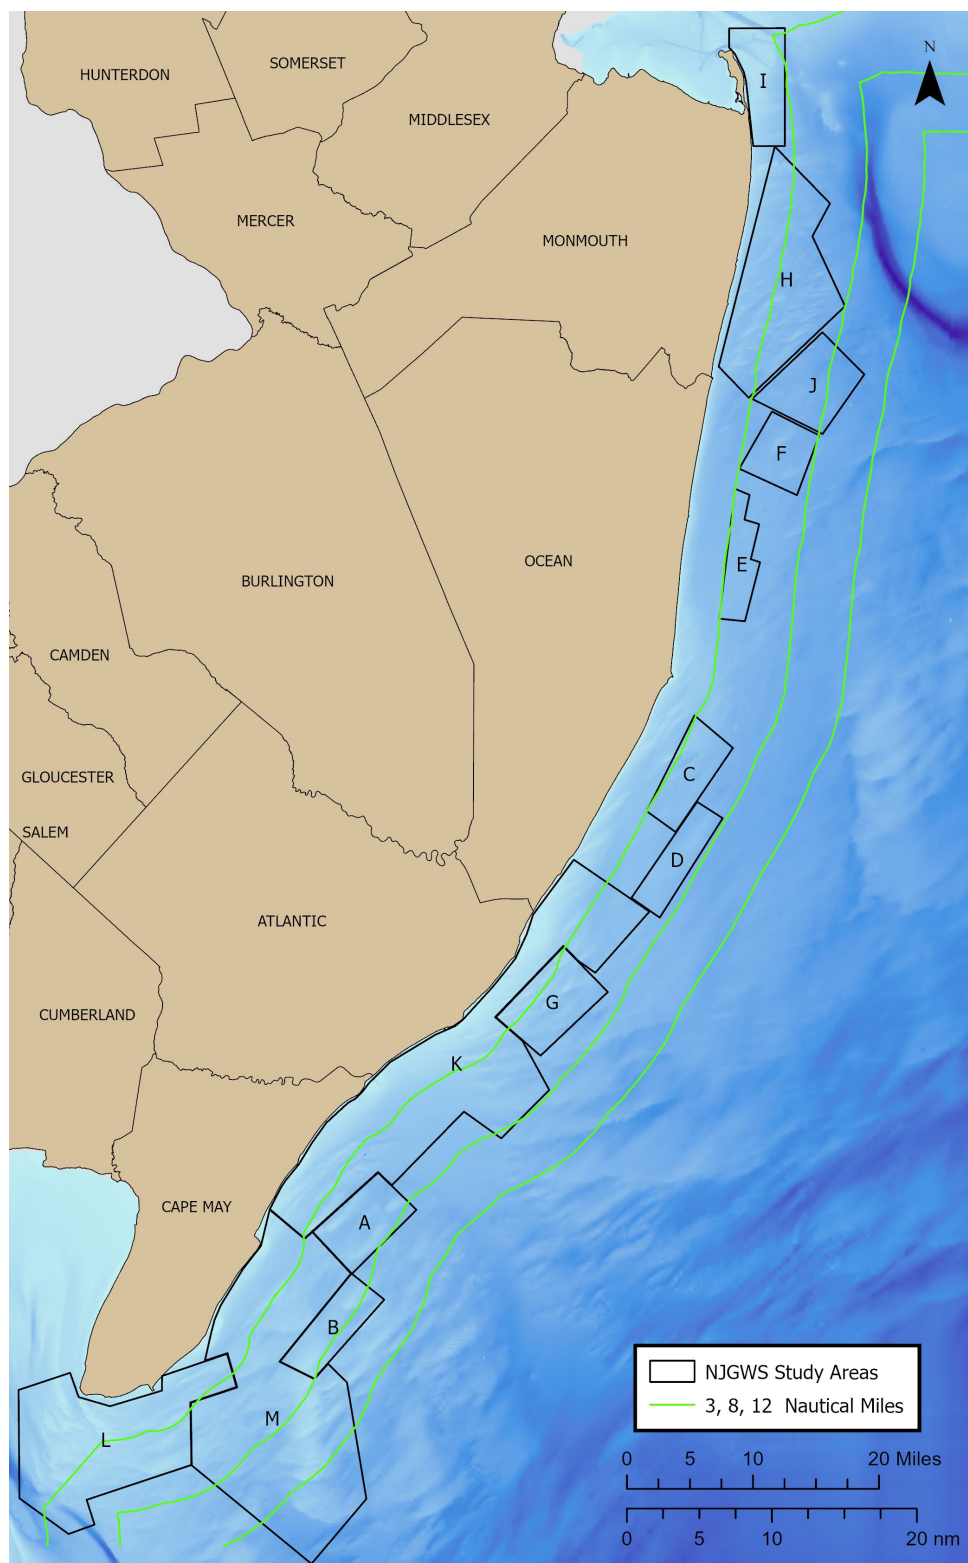 N
SOMERSET
HUNTERDON
I
MIDDLESEX
MERCER
MONMOUTH
H
J
F
OCEAN
E
BURLINGTON
CAMDEN
C
GLOUCESTER
SALEM
D
ATLANTIC
G
CUMBERLAND
K
CAPE MAY
A
B
M
L
NJGWS Study Areas
3, 8, 12 Nautical Miles
0 5 10 20 Miles
0 5 10 20 nm